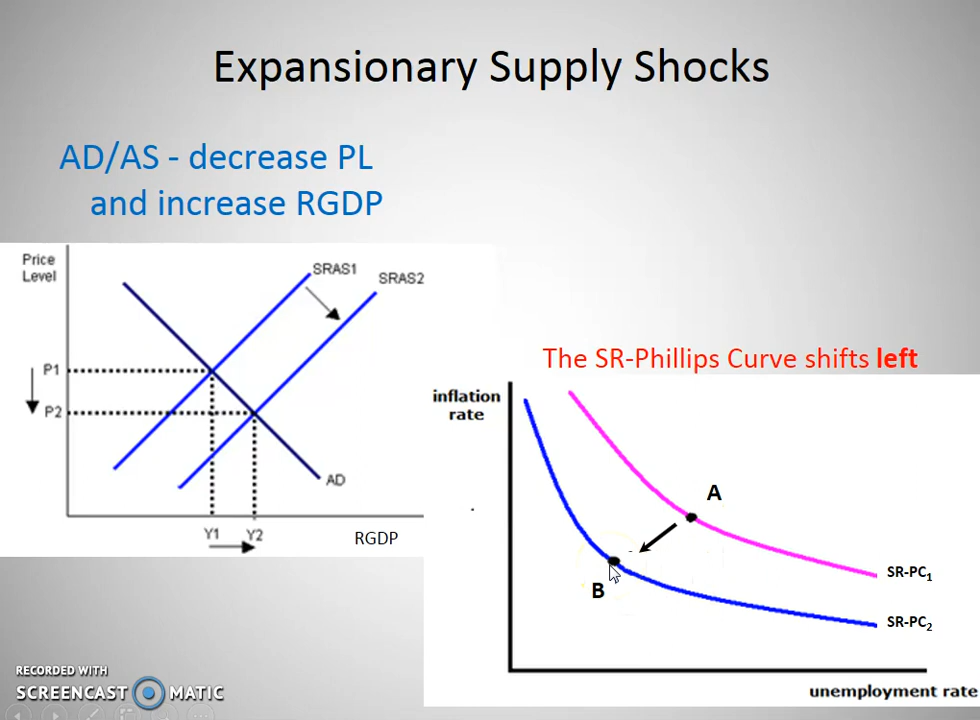 Expansionary Supply Shocks
AD/AS - decrease PL
and increase RGDP
Price
Level
SRAS1
SRAS2
P1
P2
AD
Y1
Y2
RGDP
The SR-Phillips Curve shifts left
inflation
rate
A
B
SR-PC₁
SR-PC₂
unemployment rate
RECORDED WITH
SCREENCAST MATIC